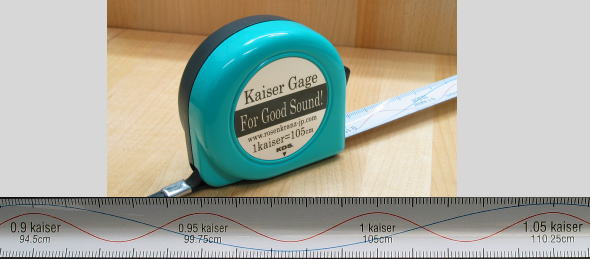 Kaiser Gage
For Good Sound!
www.rosenkranz-jp.com
1kaiser=105cm
KDS
0.9 kaiser 0.95 kaiser 1 kaiser 1.05 kaiser
94.5cm 99.75cm 105cm 110.25cm